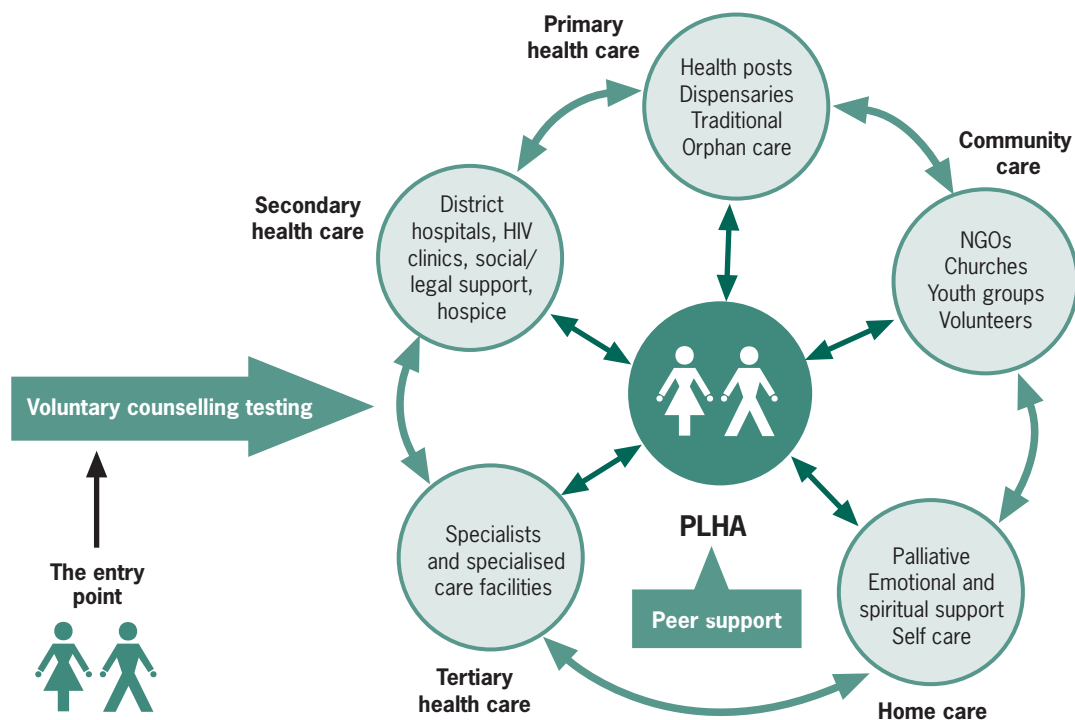 Primary
health care
Health posts
Dispensaries
Traditional
Orphan care
Community
care
NGOs
Churches
Youth groups
Volunteers
Secondary
health care
District
hospitals, HIV
clinics, social/
legal support,
hospice
Voluntary counselling testing
The entry
point
Specialists
and specialised
care facilities
Tertiary
health care
PLHA
Peer support
Palliative
Emotional and
spiritual support
Self care
Home care